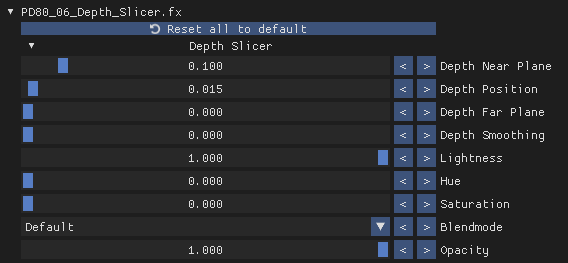 PD80_06_Depth_Slicer.fx
Reset all to default
Depth Slicer
0.100 < > Depth Near Plane
0.015 < > Depth Position
0.000 < > Depth Far Plane
0.000 < > Depth Smoothing
1.000 < > Lightness
0.000 < > Hue
0.000 < > Saturation
Default < > Blendmode
1.000 < > Opacity